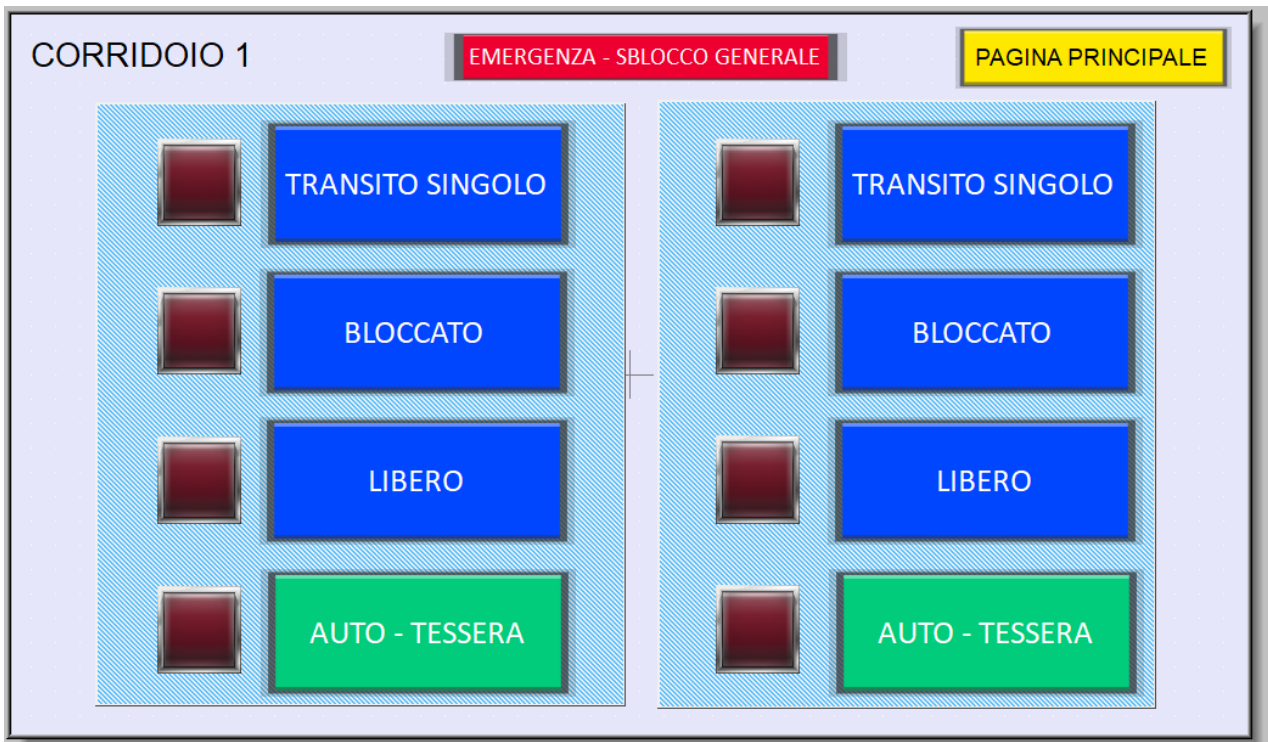 CORRIDOIO 1
EMERGENZA - SBLOCCO GENERALE
PAGINA PRINCIPALE
TRANSITO SINGOLO
BLOCCATO
LIBERO
AUTO - TESSERA
TRANSITO SINGOLO
BLOCCATO
LIBERO
AUTO - TESSERA